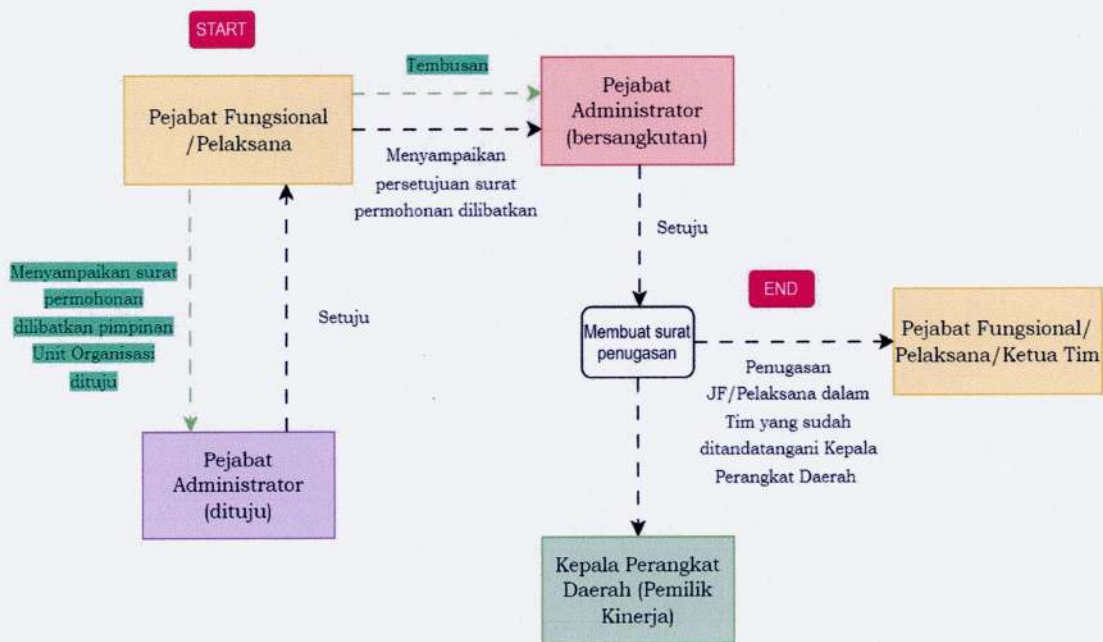 START
Pejabat Fungsional
/Pelaksana
Tembusan
Menyampaikan
persetujuan surat
permohonan dilibatkan
Pejabat
Administrator
(bersangkutan)
Menyampaikan surat
permohonan
dilibatkan pimpinan
Unit Organisasi
dituju
Setuju
Pejabat
Administrator
(dituju)
Setuju
Membuat surat
penugasan
END
Penugasan
JF/Pelaksana dalam
Tim yang sudah
ditandatangani Kepala
Perangkat Daerah
Pejabat Fungsional/
Pelaksana/Ketua Tim
Kepala Perangkat
Daerah (Pemilik
Kinerja)